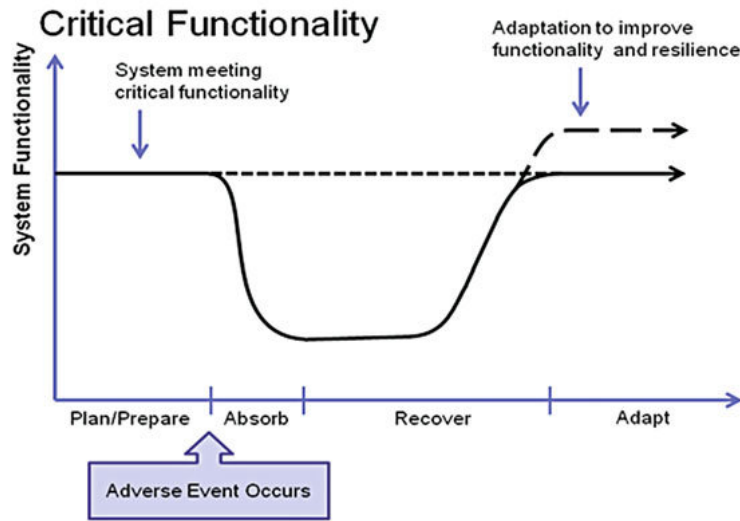 Critical Functionality
Adaptation to improve
functionality and resilience
System meeting
critical functionality
System Functionality
Plan/Prepare
Absorb
Recover
Adapt
Adverse Event Occurs